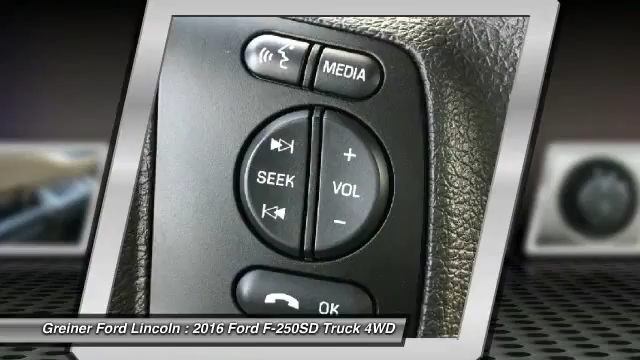 MEDIA
+
SEEK
VOL
-
OK
Greiner Ford Lincoln : 2016 Ford F-250SD Truck 4WD